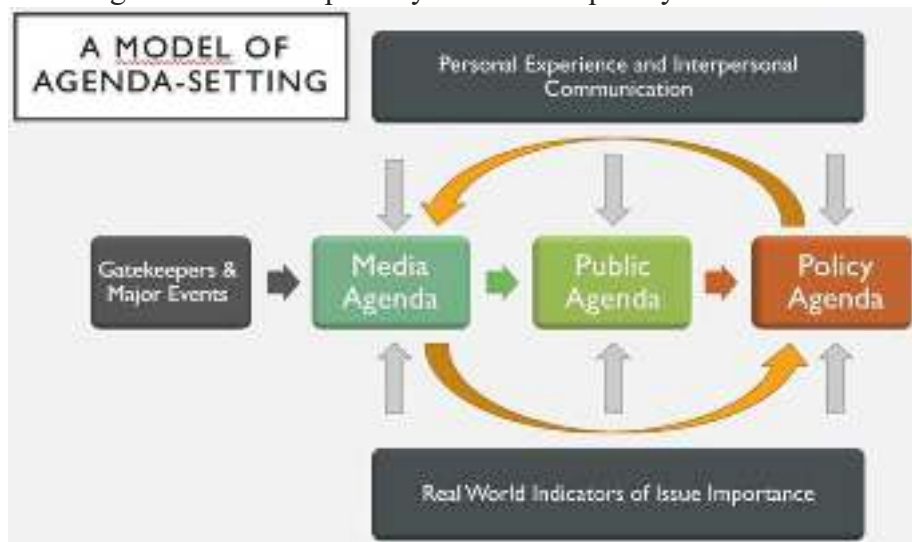 A MODEL OF
AGENDA-SETTING
Personal Experience and Interpersonal
Communication
Gatekeepers &
Major Events
Media
Agenda
Public
Agenda
Policy
Agenda
Real World Indicators of Issue Importance